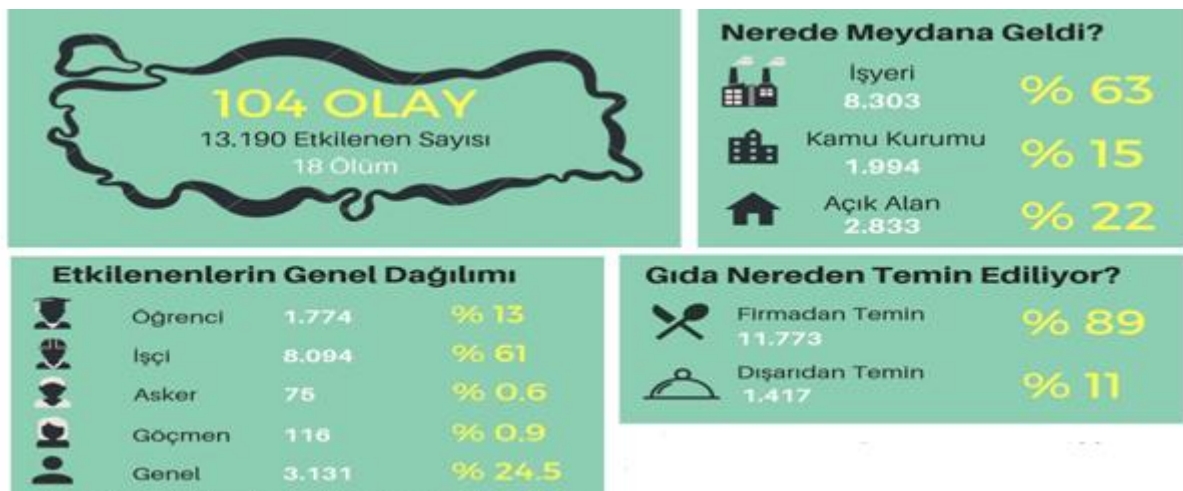 104 OLAY
13.190 Etkilenen Sayısı
18 Ölüm
Nerede Meydana Geldi?
İşyeri
8.303
% 63
Kamu Kurumu
1.994
% 15
Açık Alan
2.833
% 22
Etkilenenlerin Genel Dağılımı
Öğrenci 1.774 % 13
İşçi 8.094 % 61
Asker 75 % 0.6
Göçmen 116 % 0.9
Genel 3.131 % 24.5
Gıda Nereden Temin Ediliyor?
Firmadan Temin
11.773
% 89
Dışarıdan Temin
1.417
% 11